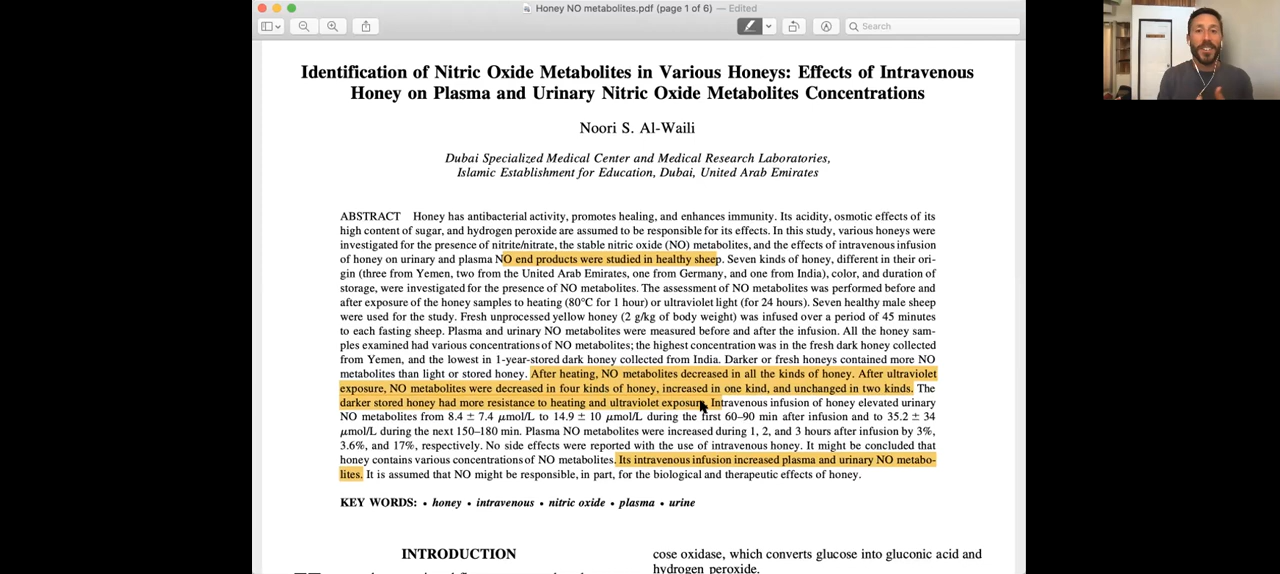 Honey NO metabolites.pdf (page 1 of 6) — Edited
Search
Identification of Nitric Oxide Metabolites in Various Honeys: Effects of Intravenous
Honey on Plasma and Urinary Nitric Oxide Metabolites Concentrations
Noori S. Al-Waili
Dubai Specialized Medical Center and Medical Research Laboratories,
Islamic Establishment for Education, Dubai, United Arab Emirates
ABSTRACT Honey has antibacterial activity, promotes healing, and enhances immunity. Its acidity, osmotic effects of its
high content of sugar, and hydrogen peroxide are assumed to be responsible for its effects. In this study, various honeys were
investigated for the presence of nitrite/nitrate, the stable nitric oxide (NO) metabolites, and the effects of intravenous infusion
of honey on urinary and plasma NO end products were studied in healthy sheep. Seven kinds of honey, different in their ori-
gin (three from Yemen, two from the United Arab Emirates, one from Germany, and one from India), color, and duration of
storage, were investigated for the presence of NO metabolites. The assessment of NO metabolites was performed before and
after exposure of the honey samples to heating (80°C for 1 hour) or ultraviolet light (for 24 hours). Seven healthy male sheep
were used for the study. Fresh unprocessed yellow honey (2 g/kg of body weight) was infused over a period of 45 minutes
to each fasting sheep. Plasma and urinary NO metabolites were measured before and after the infusion. All the honey sam-
ples examined had various concentrations of NO metabolites; the highest concentration was in the fresh dark honey collected
from Yemen, and the lowest in 1-year-stored dark honey collected from India. Darker or fresh honeys contained more NO
metabolites than light or stored honey. After heating, NO metabolites decreased in all the kinds of honey. After ultraviolet
exposure, NO metabolites were decreased in four kinds of honey, increased in one kind, and unchanged in two kinds. The
darker stored honey had more resistance to heating and ultraviolet exposure. Intravenous infusion of honey elevated urinary
NO metabolites from 8.4 ± 7.4 μmol/L to 14.9 ± 10 μmol/L during the first 60–90 min after infusion and to 35.2 ± 34
μmol/L during the next 150–180 min. Plasma NO metabolites were increased during 1, 2, and 3 hours after infusion by 3%,
3.6%, and 17%, respectively. No side effects were reported with the use of intravenous honey. It might be concluded that
honey contains various concentrations of NO metabolites. Its intravenous infusion increased plasma and urinary NO metabo-
lites. It is assumed that NO might be responsible, in part, for the biological and therapeutic effects of honey.
KEY WORDS: • honey • intravenous • nitric oxide • plasma • urine
INTRODUCTION
cose oxidase, which converts glucose into gluconic acid and
hydrogen peroxide.